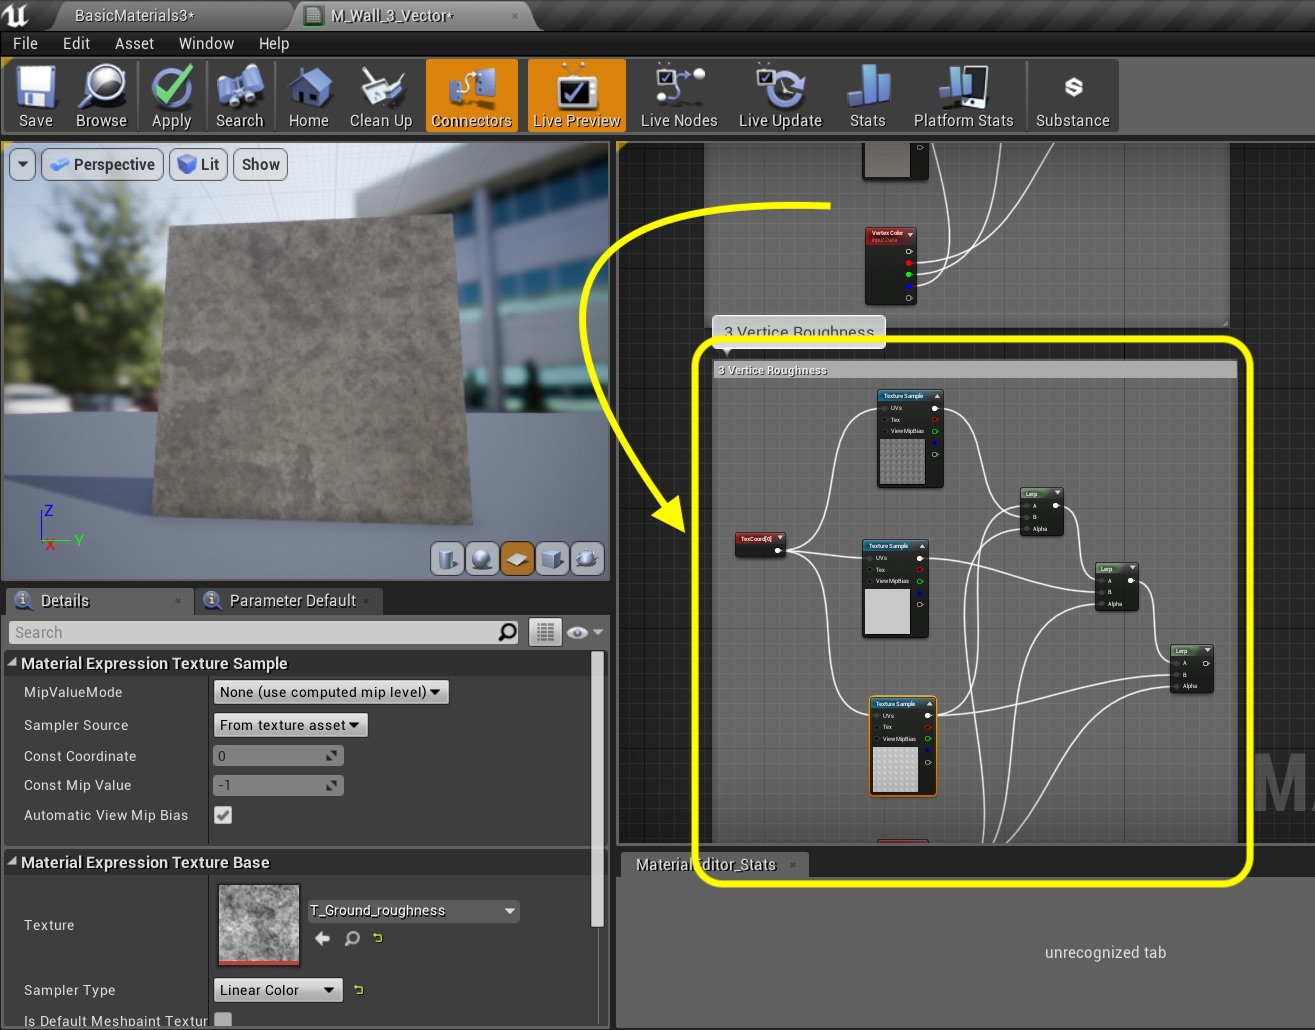 BasicMaterials3*
M_Wall_3_Vector*
File Edit Asset Window Help
Save Browse Apply Search Home Clean Up Connectors Live Preview Live Nodes Live Update Stats Platform Stats Substance
Perspective Lit Show
Z
Y
X
Vertex Color
Input Data
3 Vertice Roughness
3 Vertice Roughness
Texture Sample
UVs
Tex
View MipBias
Lerp
A
B
Alpha
TexCoord[0]
Texture Sample
UVs
Tex
View MipBias
Lerp
A
B
Alpha
Lerp
A
B
Alpha
Texture Sample
UVs
Tex
View MipBias
Details
Parameter Default
Search
Material Expression Texture Sample
MipValueMode None (use computed mip level)
Sampler Source From texture asset
Const Coordinate 0
Const Mip Value -1
Automatic View Mip Bias
Material Expression Texture Base
Texture T_Ground_roughness
Sampler Type Linear Color
Is Default Meshpaint Textur
MaterialEditor_Stats
unrecognized tab